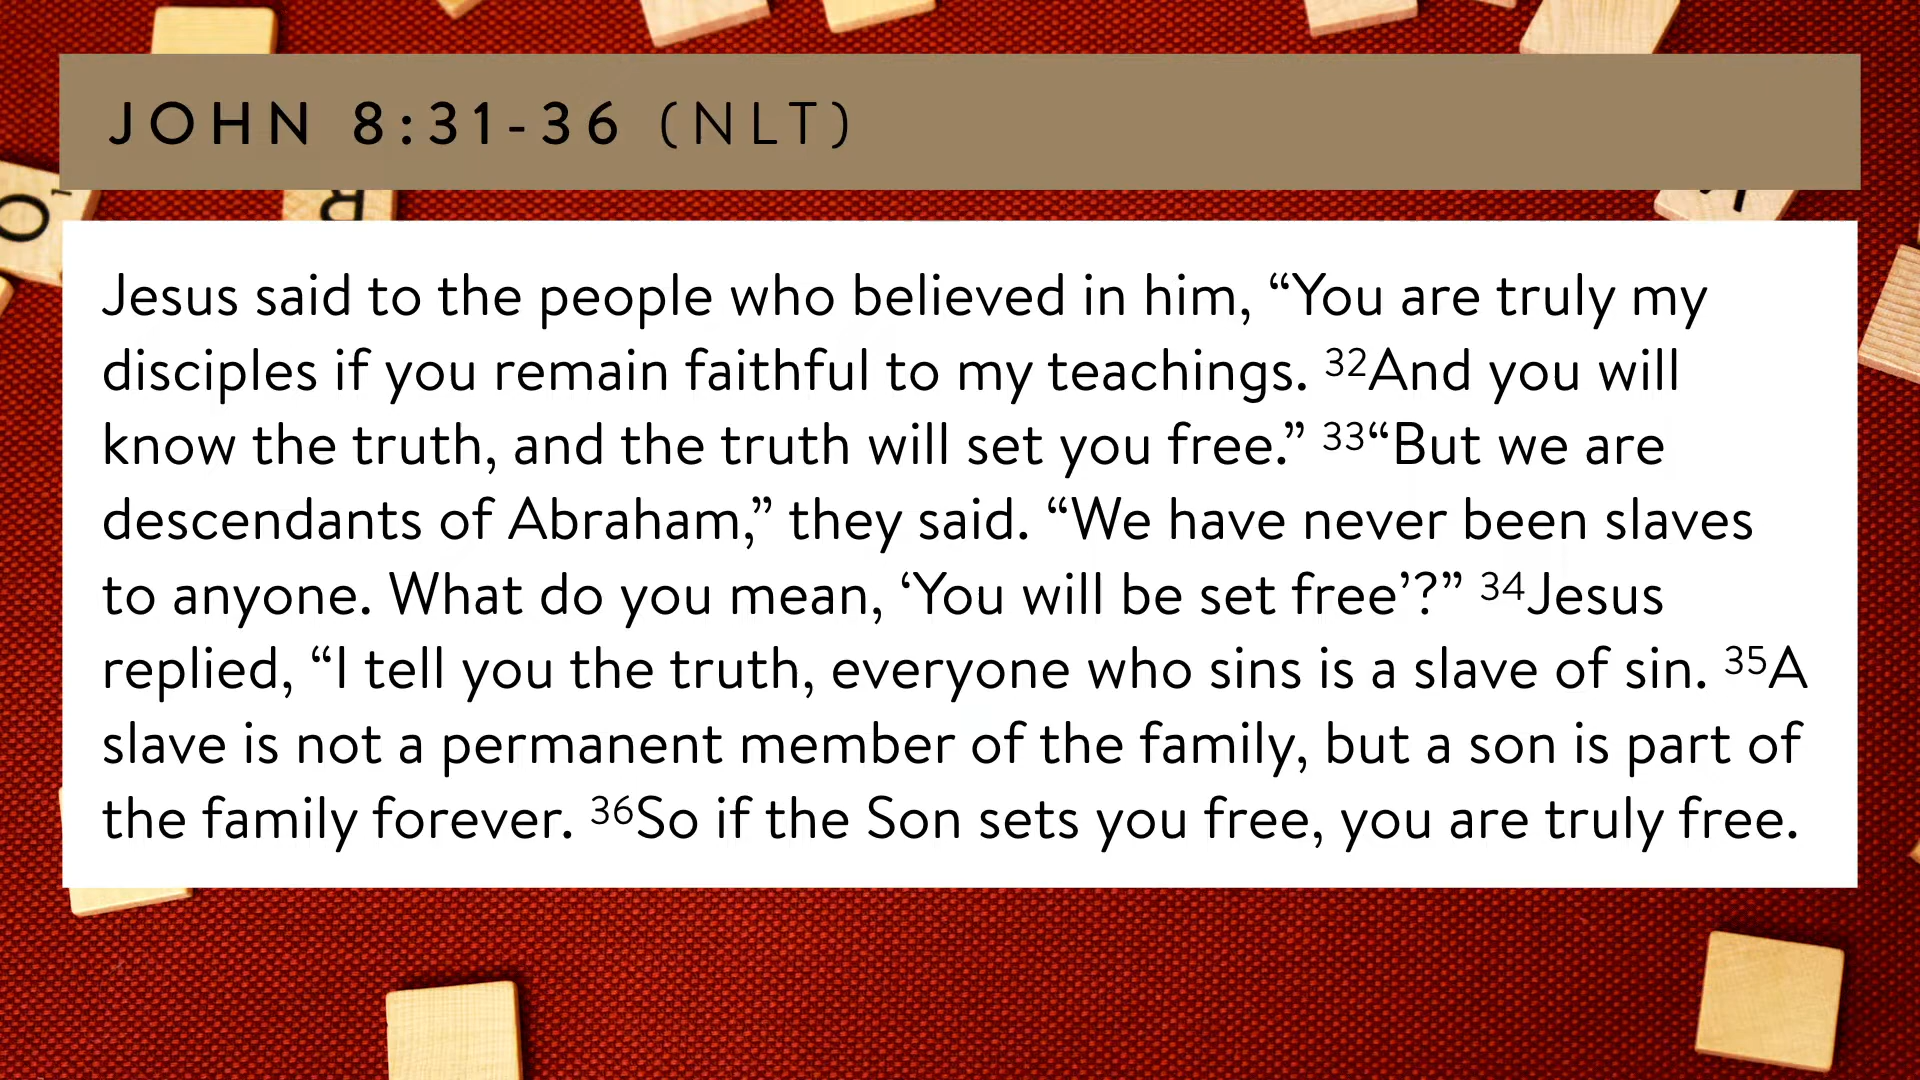 JOHN 8:31-36 (NLT)
O
R
Jesus said to the people who believed in him, “You are truly my
disciples if you remain faithful to my teachings. ³²And you will
know the truth, and the truth will set you free.” ³³“But we are
descendants of Abraham,” they said. “We have never been slaves
to anyone. What do you mean, ‘You will be set free’?” ³⁴Jesus
replied, “I tell you the truth, everyone who sins is a slave of sin. ³⁵A
slave is not a permanent member of the family, but a son is part of
the family forever. ³⁶So if the Son sets you free, you are truly free.